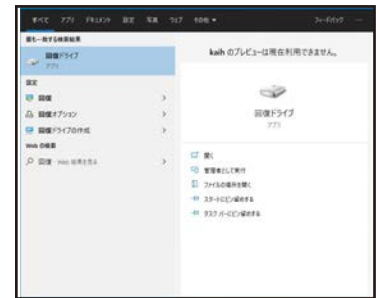 すべて アプリ ドキュメント 設定 写真 ウェブ その他 ▾ フィードバック …
最も一致する検索結果
回復ドライブ
アプリ
設定
回復
回復オプション
回復ドライブの作成
Web の検索
回復 - Web 結果を見る
kaih のプレビューは現在利用できません。
回復ドライブ
アプリ
開く
管理者として実行
ファイルの場所を開く
スタートにピン留めする
タスク バーにピン留めする